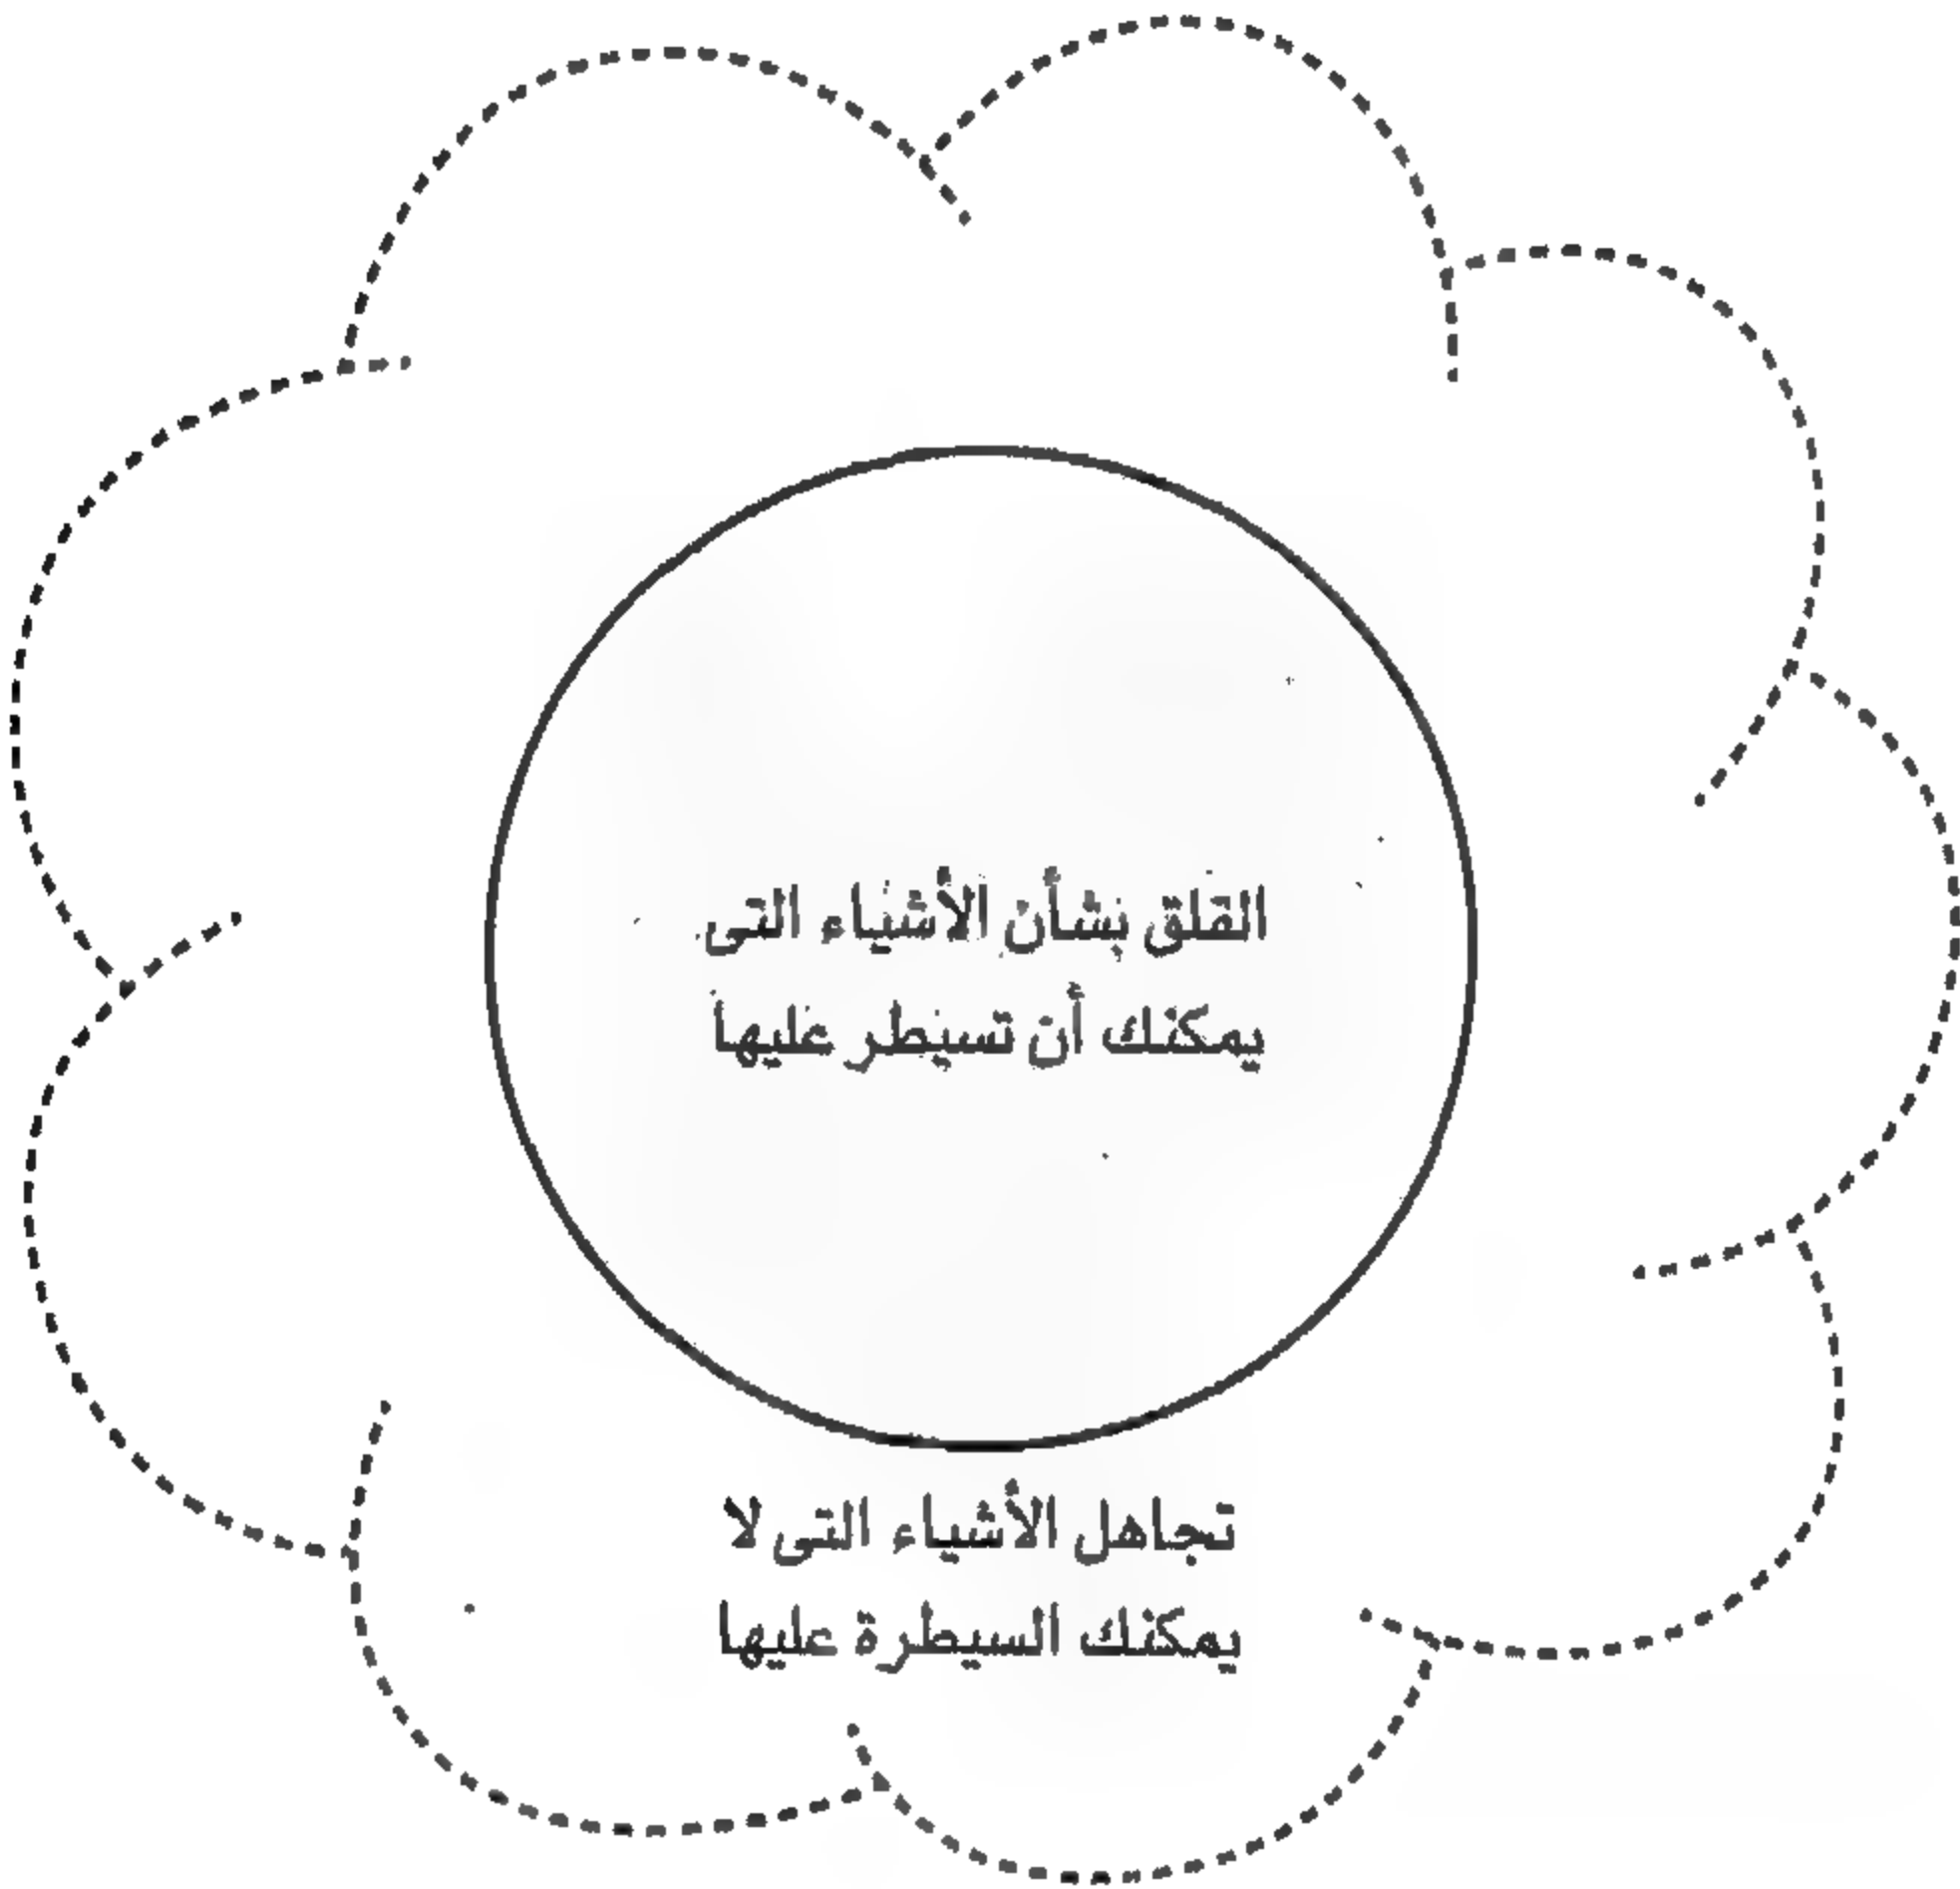 القلق بشأن الأشياء التى
يمكنك أن تسيطر عليها
تجاهل الأشياء التى لا
يمكنك السيطرة عليها